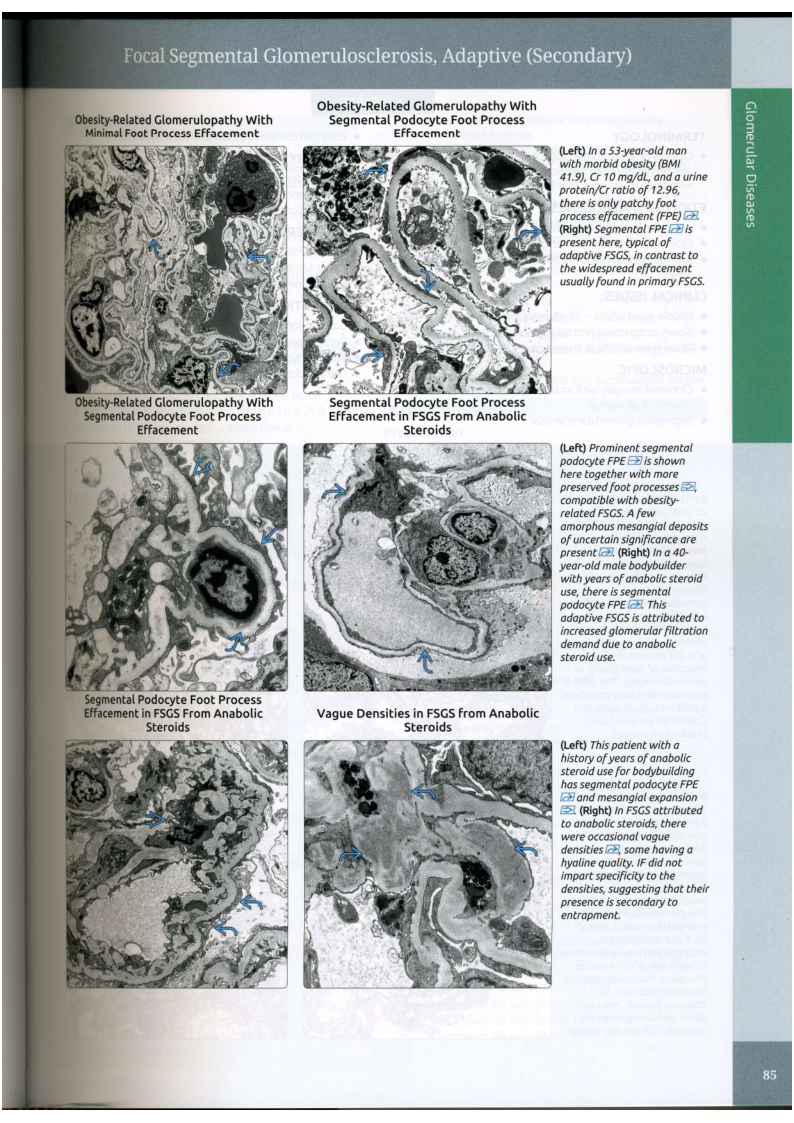 Focal Segmental Glomerulosclerosis, Adaptive (Secondary)
Glomerular Diseases
Obesity-Related Glomerulopathy With
Minimal Foot Process Effacement
Obesity-Related Glomerulopathy With
Segmental Podocyte Foot Process
Effacement
(Left) In a 53-year-old man
with morbid obesity (BMI
41.9), Cr 10 mg/dL, and a urine
protein/Cr ratio of 12.96,
there is only patchy foot
process effacement (FPE).
(Right) Segmental FPE is
present here, typical of
adaptive FSGS, in contrast to
the widespread effacement
usually found in primary FSGS.
Obesity-Related Glomerulopathy With
Segmental Podocyte Foot Process
Effacement
Segmental Podocyte Foot Process
Effacement in FSGS From Anabolic
Steroids
(Left) Prominent segmental
podocyte FPE is shown
here together with more
preserved foot processes,
compatible with obesity-
related FSGS. A few
amorphous mesangial deposits
of uncertain significance are
present. (Right) In a 40-
year-old male bodybuilder
with years of anabolic steroid
use, there is segmental
podocyte FPE. This
adaptive FSGS is attributed to
increased glomerular filtration
demand due to anabolic
steroid use.
Segmental Podocyte Foot Process
Effacement in FSGS From Anabolic
Steroids
Vague Densities in FSGS from Anabolic
Steroids
(Left) This patient with a
history of years of anabolic
steroid use for bodybuilding
has segmental podocyte FPE
and mesangial expansion
. (Right) In FSGS attributed
to anabolic steroids, there
were occasional vague
densities, some having a
hyaline quality. IF did not
impart specificity to the
densities, suggesting that their
presence is secondary to
entrapment.
85